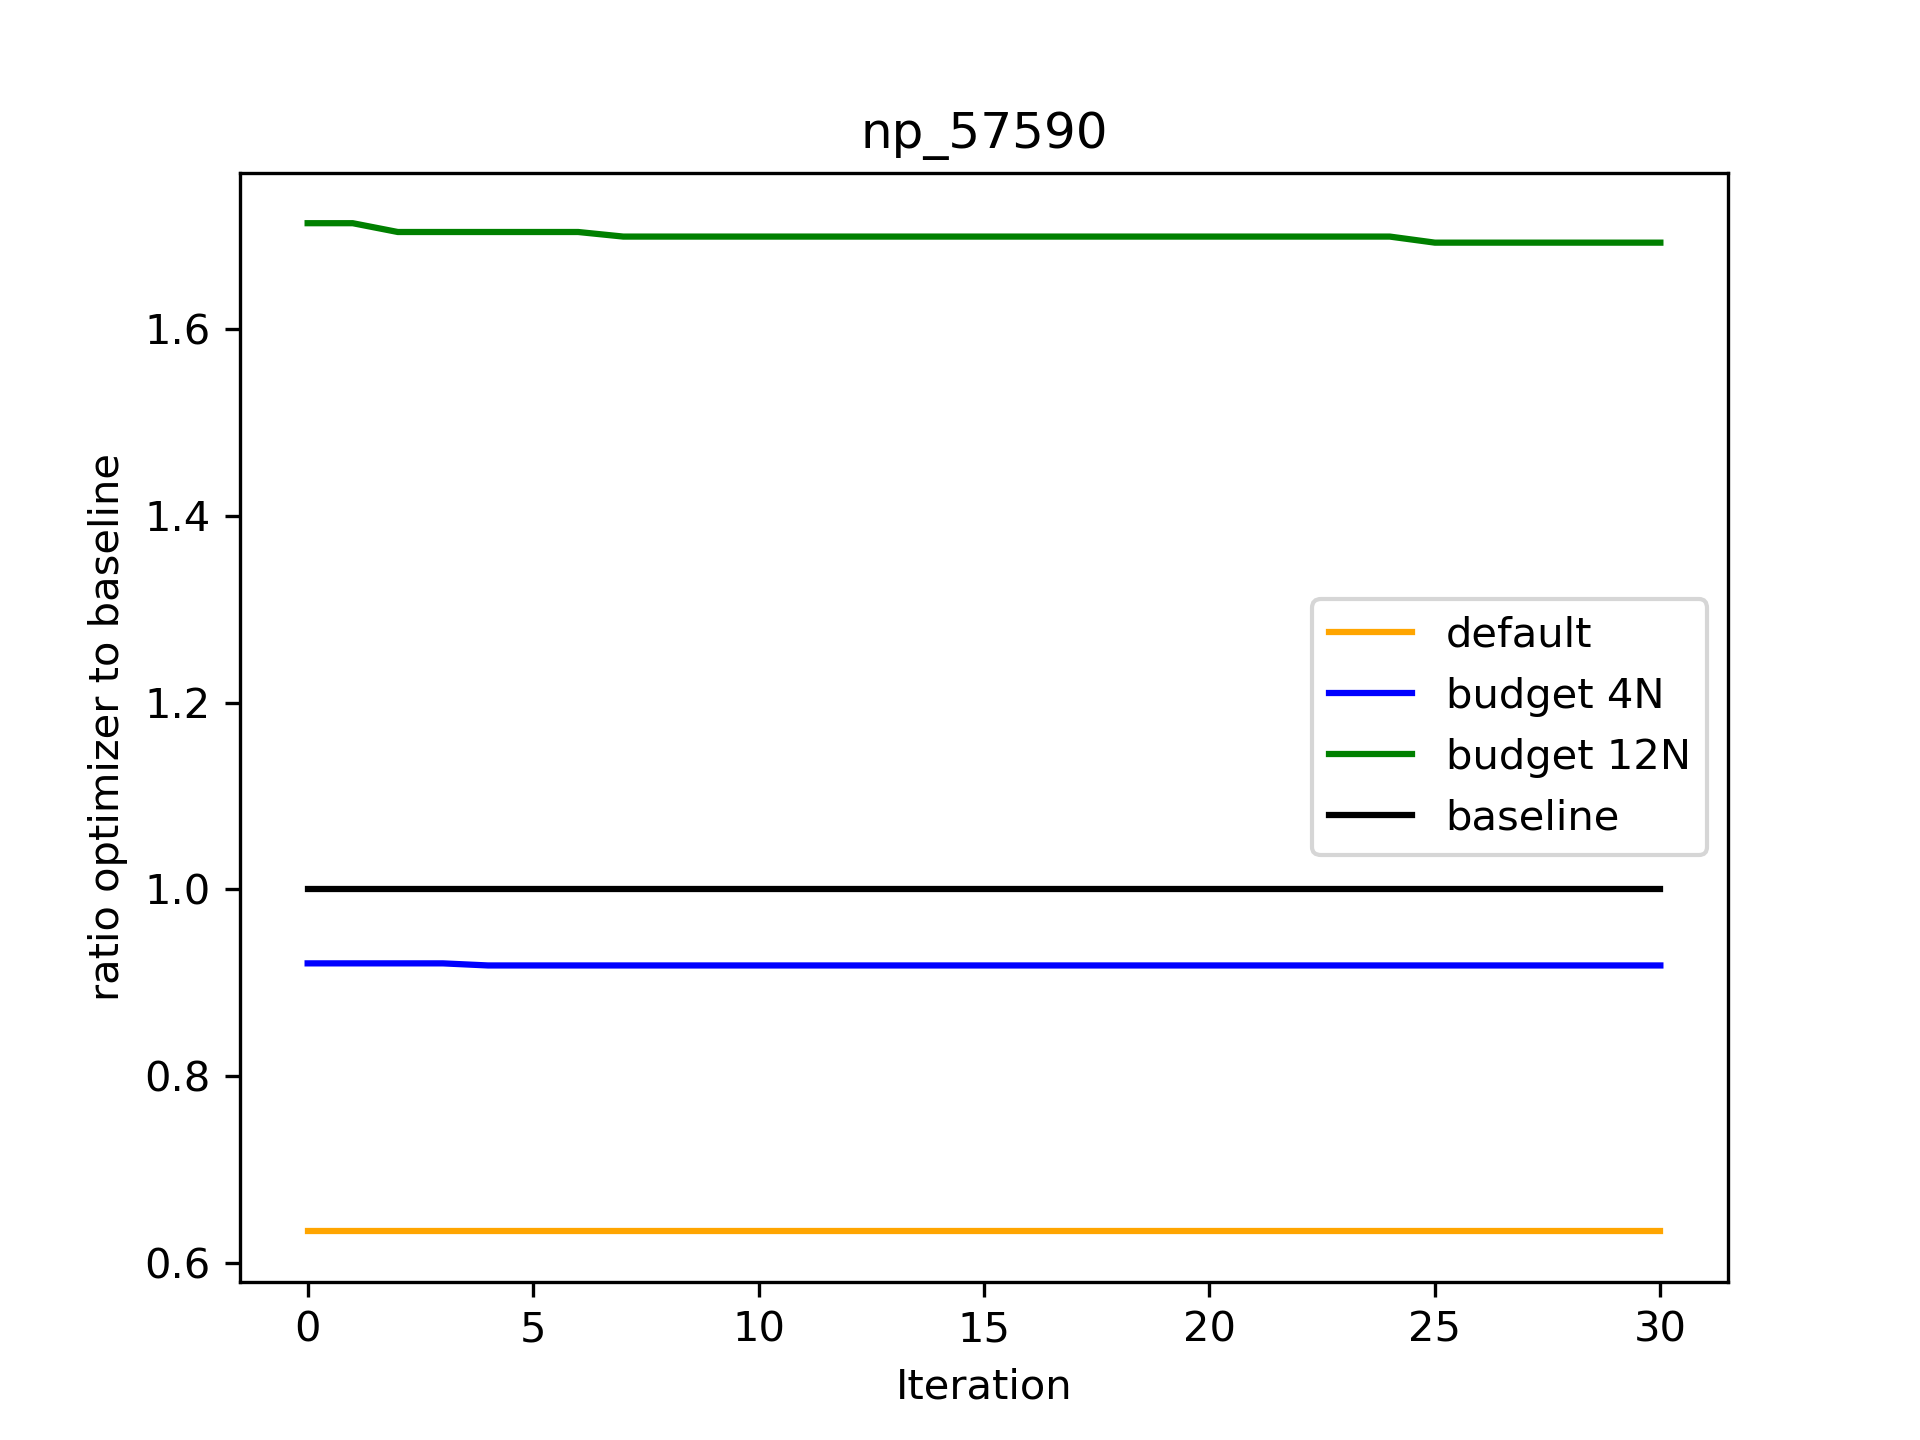 np_57590
ratio optimizer to baseline
1.6
1.4
1.2
1.0
0.8
0.6
default
budget 4N
budget 12N
baseline
0 5 10 15 20 25 30
Iteration